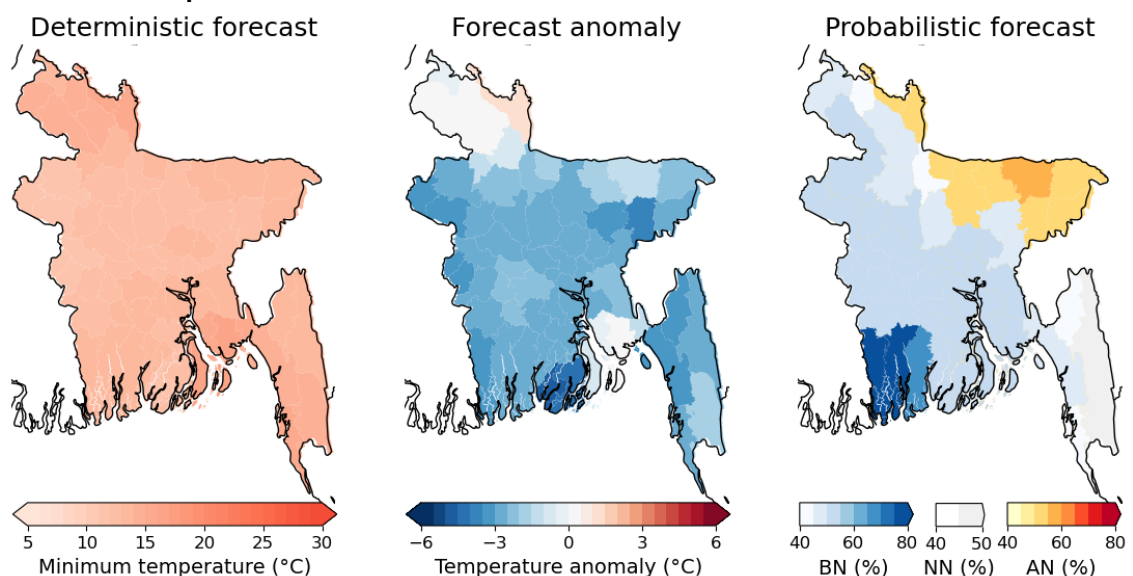 Deterministic forecast
Forecast anomaly
Probabilistic forecast
5 10 15 20 25 30
Minimum temperature (°C)
−6 −3 0 3 6
Temperature anomaly (°C)
40 60 80
BN (%)
40 50
NN (%)
40 60 80
AN (%)